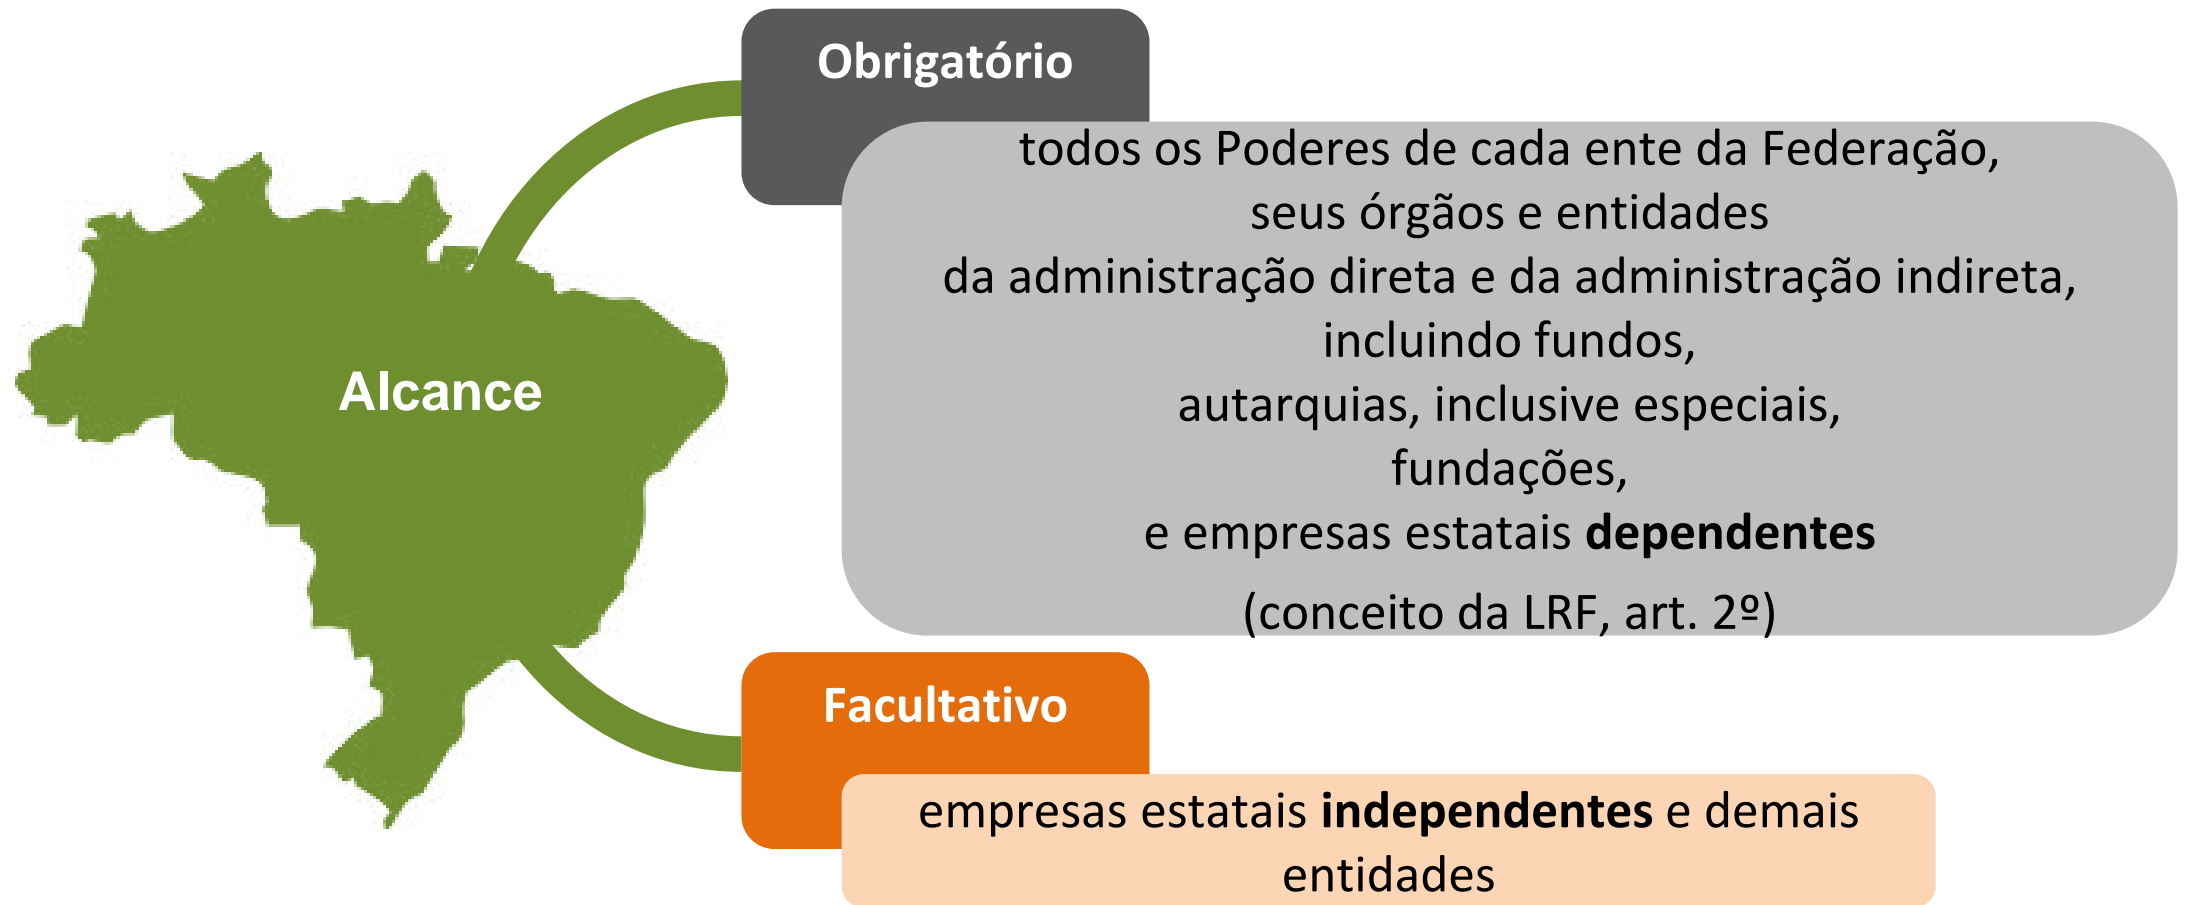 Obrigatório
todos os Poderes de cada ente da Federação,
seus órgãos e entidades
da administração direta e da administração indireta,
incluindo fundos,
autarquias, inclusive especiais,
fundações,
e empresas estatais dependentes
(conceito da LRF, art. 2º)
Alcance
Facultativo
empresas estatais independentes e demais
entidades